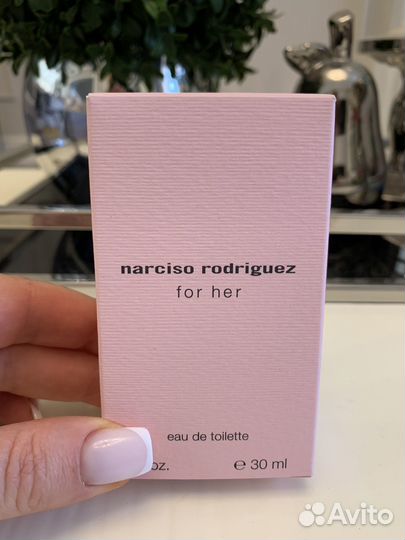 narciso rodriguez
for her
eau de toilette
oz. ℮ 30 ml
Avito